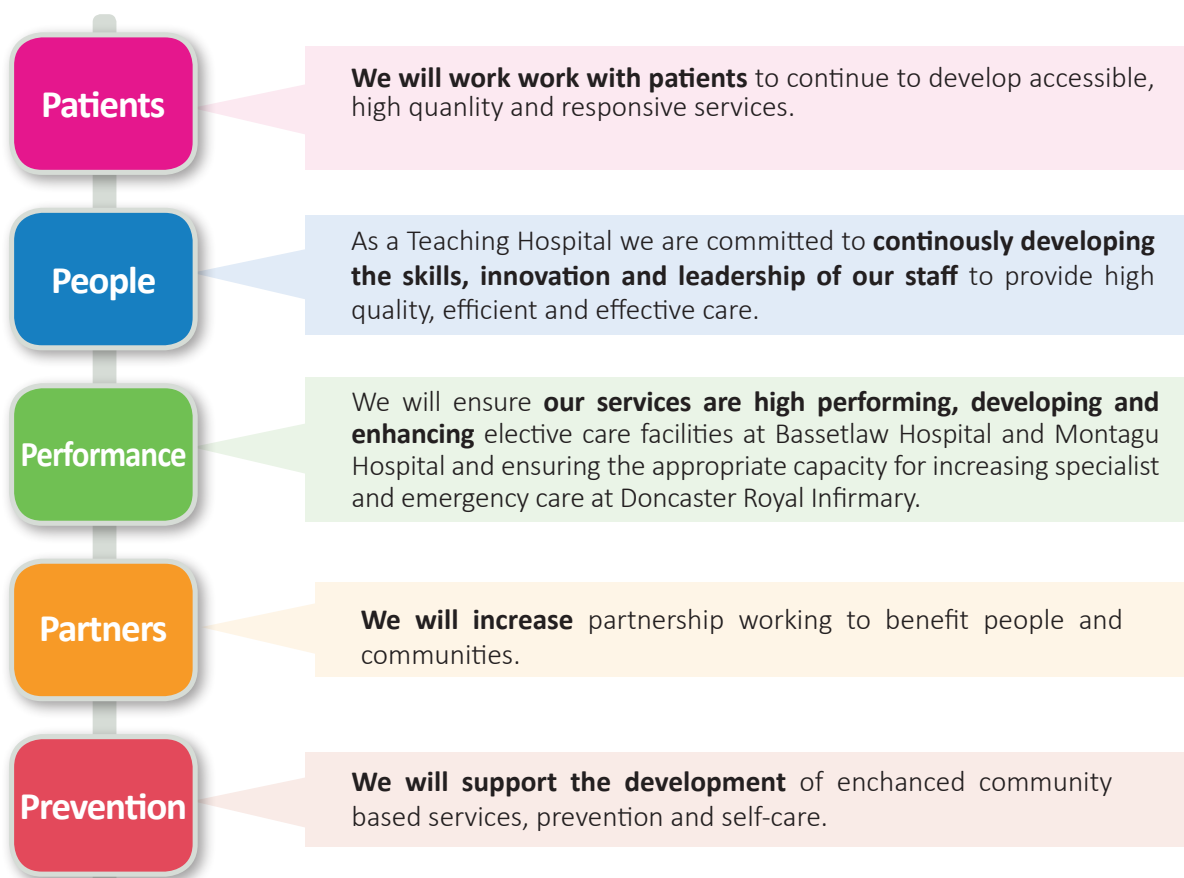 Patients
We will work work with patients to continue to develop accessible,
high quanlity and responsive services.
People
As a Teaching Hospital we are committed to continously developing
the skills, innovation and leadership of our staff to provide high
quality, efficient and effective care.
Performance
We will ensure our services are high performing, developing and
enhancing elective care facilities at Bassetlaw Hospital and Montagu
Hospital and ensuring the appropriate capacity for increasing specialist
and emergency care at Doncaster Royal Infirmary.
Partners
We will increase partnership working to benefit people and
communities.
Prevention
We will support the development of enchanced community
based services, prevention and self-care.